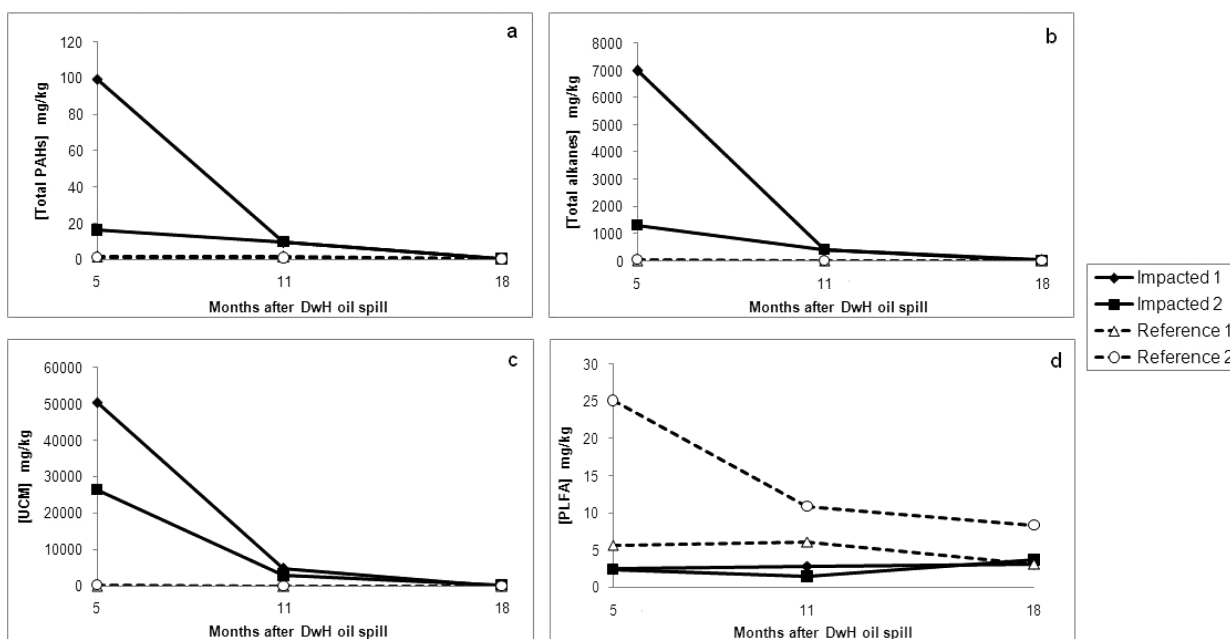 a
120
100
80
60
40
20
0
[Total PAHs] mg/kg
5 11 18
Months after DwH oil spill
b
8000
7000
6000
5000
4000
3000
2000
1000
0
[Total alkanes] mg/kg
5 11 18
Months after DwH oil spill
Impacted 1
Impacted 2
Reference 1
Reference 2
c
60000
50000
40000
30000
20000
10000
0
[UCM] mg/kg
5 11 18
Months after DwH oil spill
d
30
25
20
15
10
5
0
[PLFA] mg/kg
5 11 18
Months after DwH oil spill